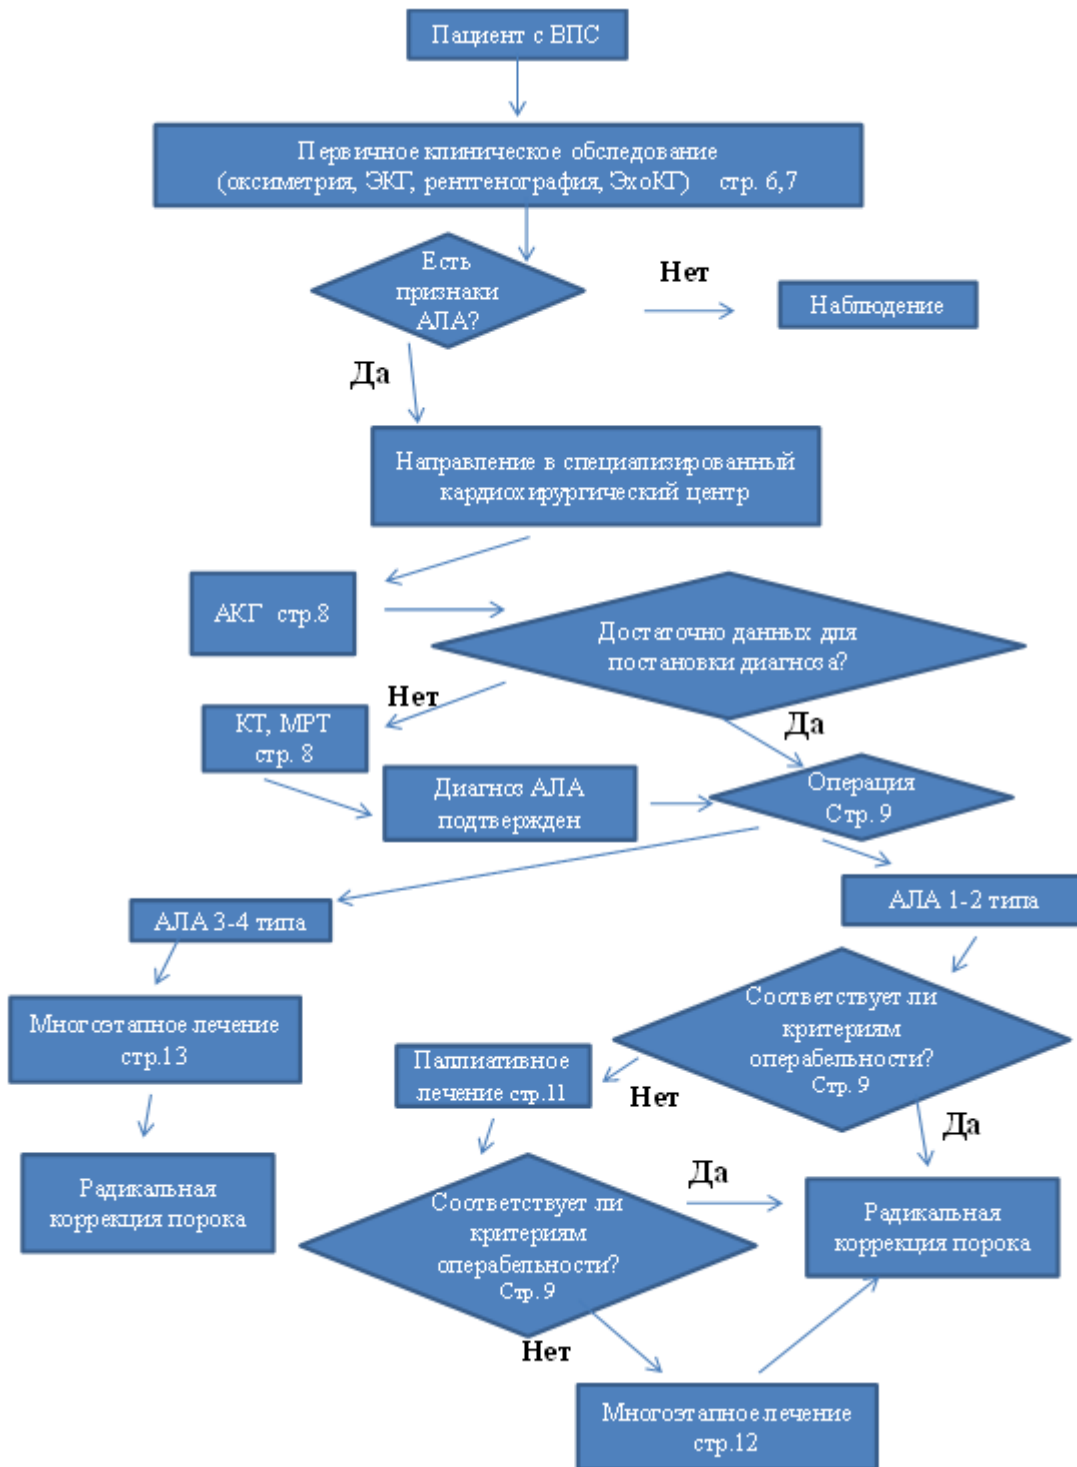 Пациент с ВПС
Первичное клиническое обследование
(оксиметрия, ЭКГ, рентгенография, ЭхоКГ) стр. 6,7
Есть
признаки
АЛА?
Нет
Наблюдение
Да
Направление в специализированный
кардиохирургический центр
АКГ стр.8
Достаточно данных для
постановки диагноза?
Нет
Да
КТ, МРТ
стр. 8
Диагноз АЛА
подтвержден
Операция
Стр. 9
АЛА 3-4 типа
АЛА 1-2 типа
Многоэтапное лечение
стр.13
Соответствует ли
критериям
операбельности?
Стр. 9
Паллиативное
лечение стр.11
Нет
Да
Радикальная
коррекция порока
Соответствует ли
критериям
операбельности?
Стр. 9
Да
Радикальная
коррекция порока
Нет
Многоэтапное лечение
стр.12